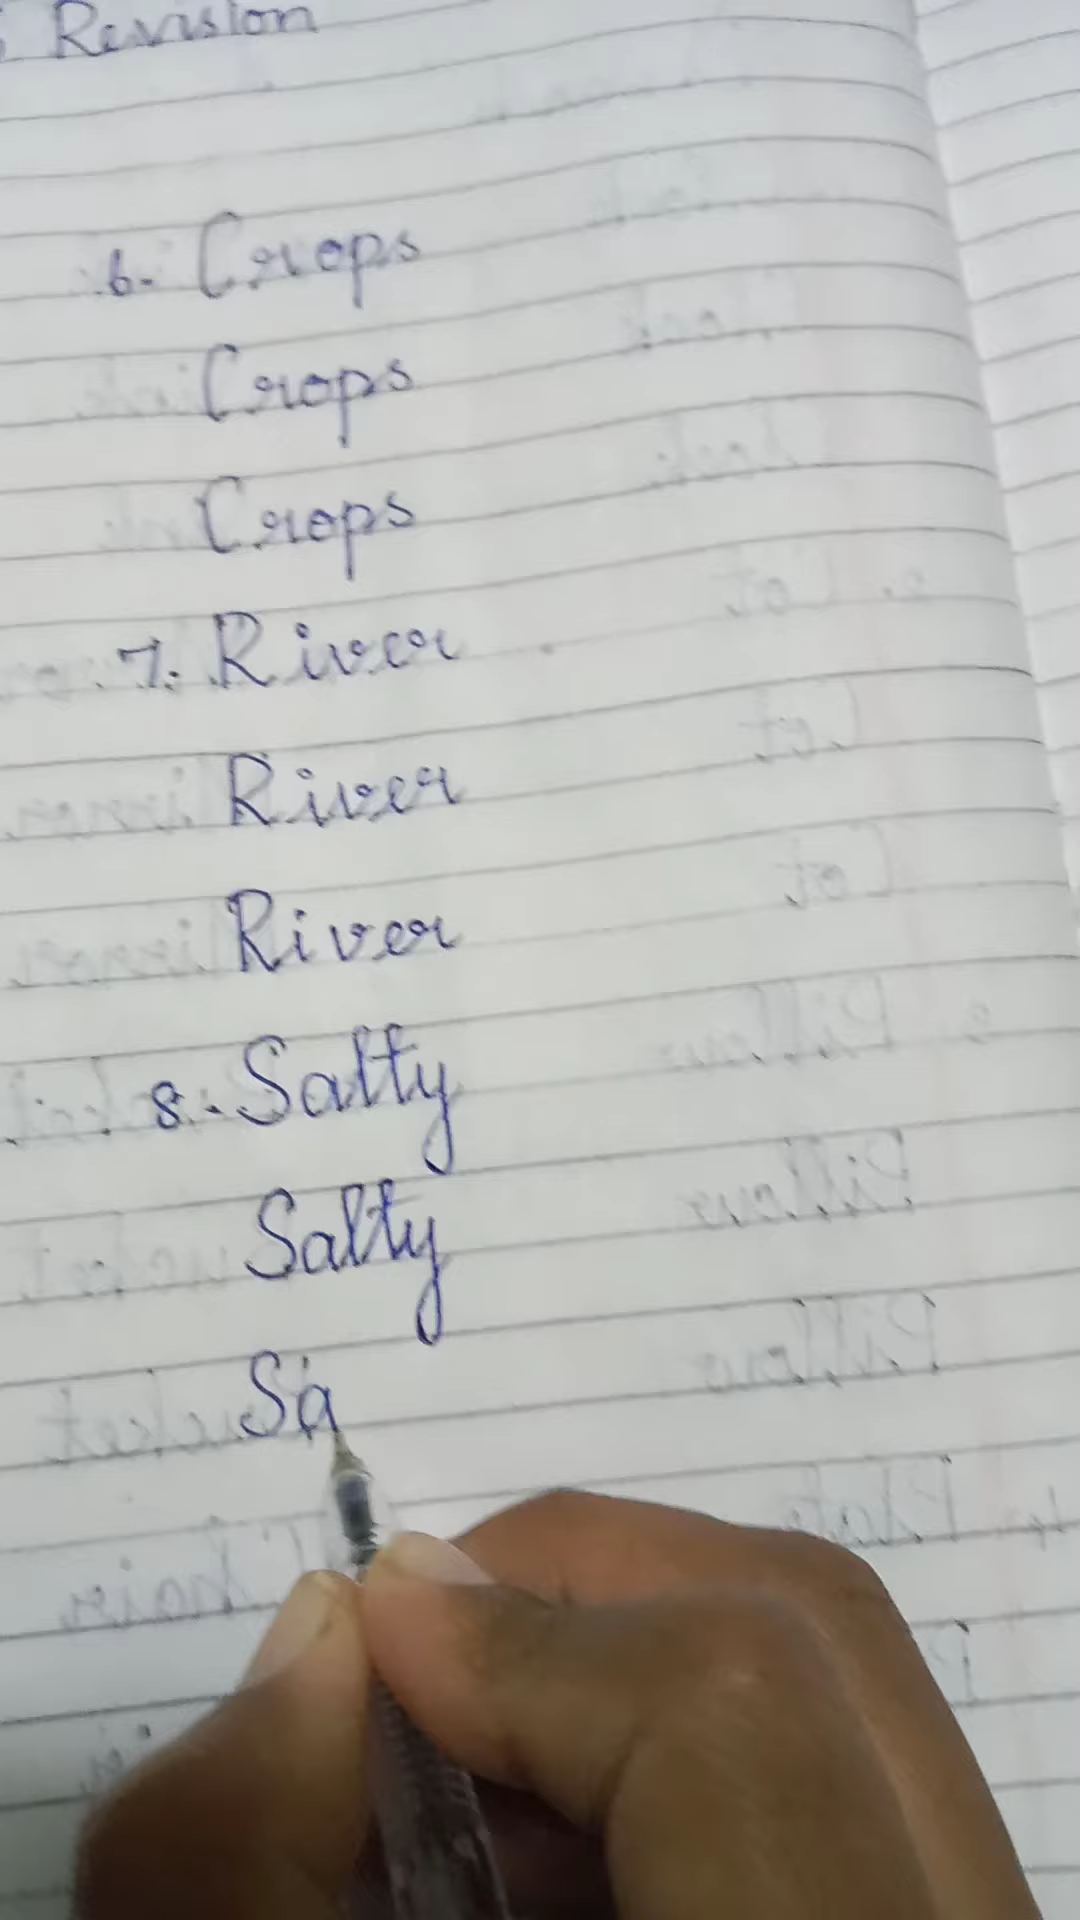 Revision
6. Crops
Crops
Crops
7. River
River
River
8. Salty
Salty
Sa